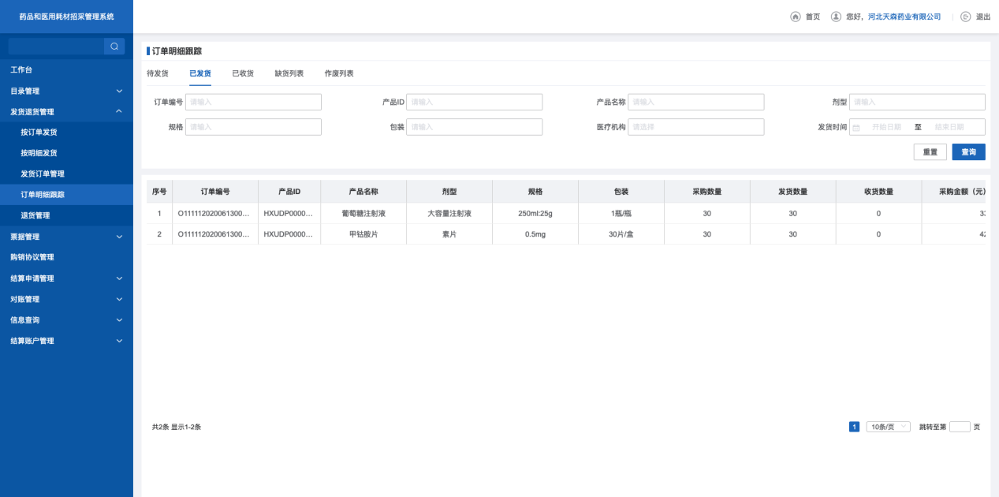 药品和医用耗材招采管理系统
首页 您好，河北天森药业有限公司 退出
工作台
目录管理
发货退货管理
按订单发货
按明细发货
发货订单管理
订单明细跟踪
退货管理
票据管理
购销协议管理
结算申请管理
对账管理
信息查询
结算账户管理
订单明细跟踪
待发货 已发货 已收货 缺货列表 作废列表
订单编号 请输入 产品ID 请输入 产品名称 请输入 剂型 请输入
规格 请输入 包装 请输入 医疗机构 请选择 发货时间 开始日期 至 结束日期
重置 查询
序号 订单编号 产品ID 产品名称 剂型 规格 包装 采购数量 发货数量 收货数量 采购金额（元）
1 O111112020061300... HXUDP0000... 葡萄糖注射液 大容量注射液 250ml:25g 1瓶/瓶 30 30 0
2 O111112020061300... HXUDP0000... 甲钴胺片 素片 0.5mg 30片/盒 30 30 0
共2条 显示1-2条 1 10条/页 跳转至第 页